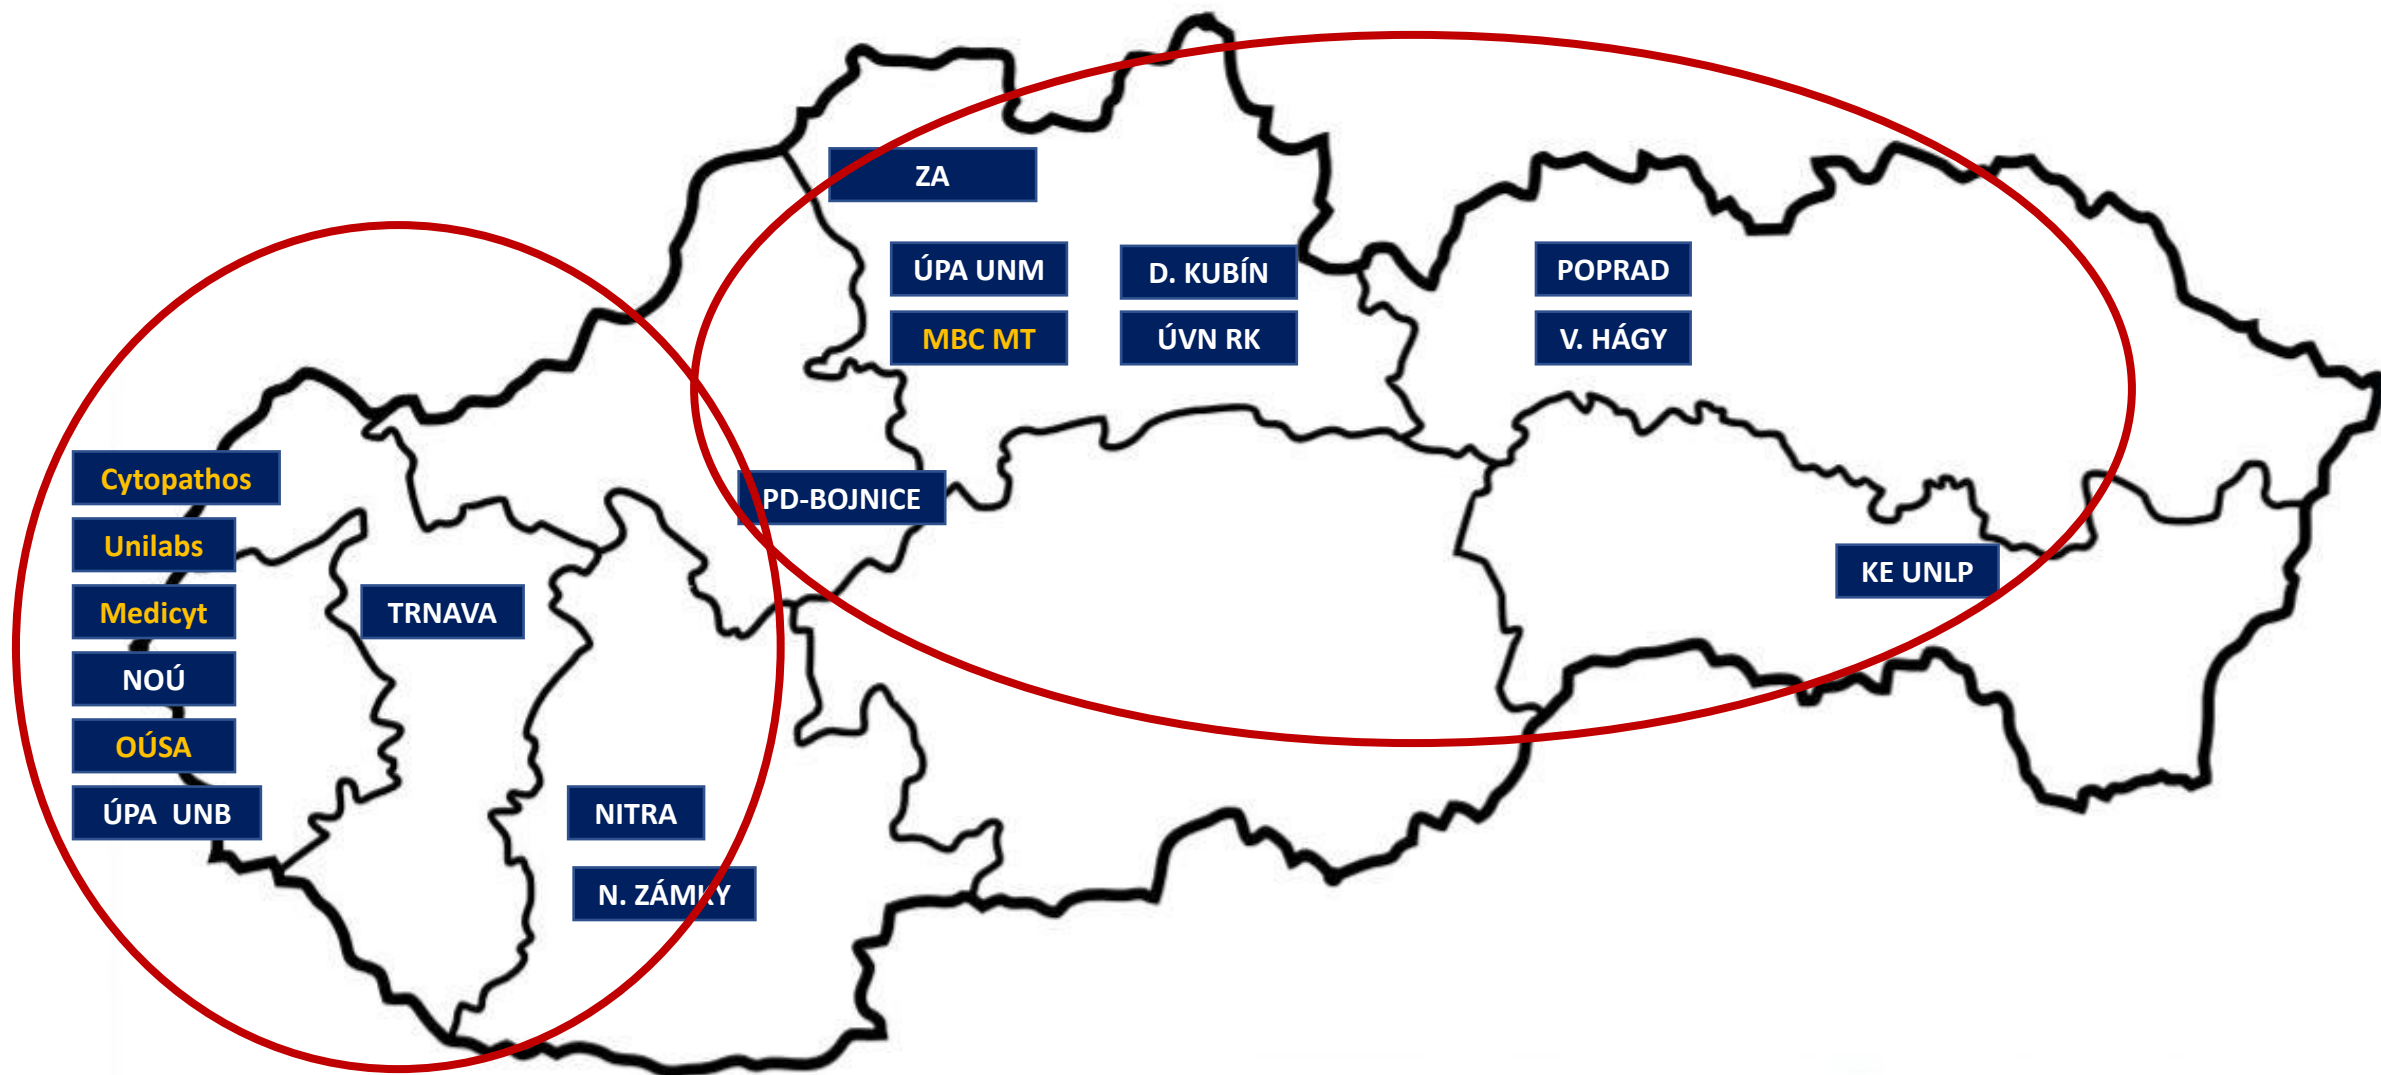 ZA
ÚPA UNM
D. KUBÍN
POPRAD
MBC MT
ÚVN RK
V. HÁGY
Cytopathos
PD-BOJNICE
Unilabs
KE UNLP
Medicyt
TRNAVA
NOÚ
OÚSA
ÚPA  UNB
NITRA
N. ZÁMKY